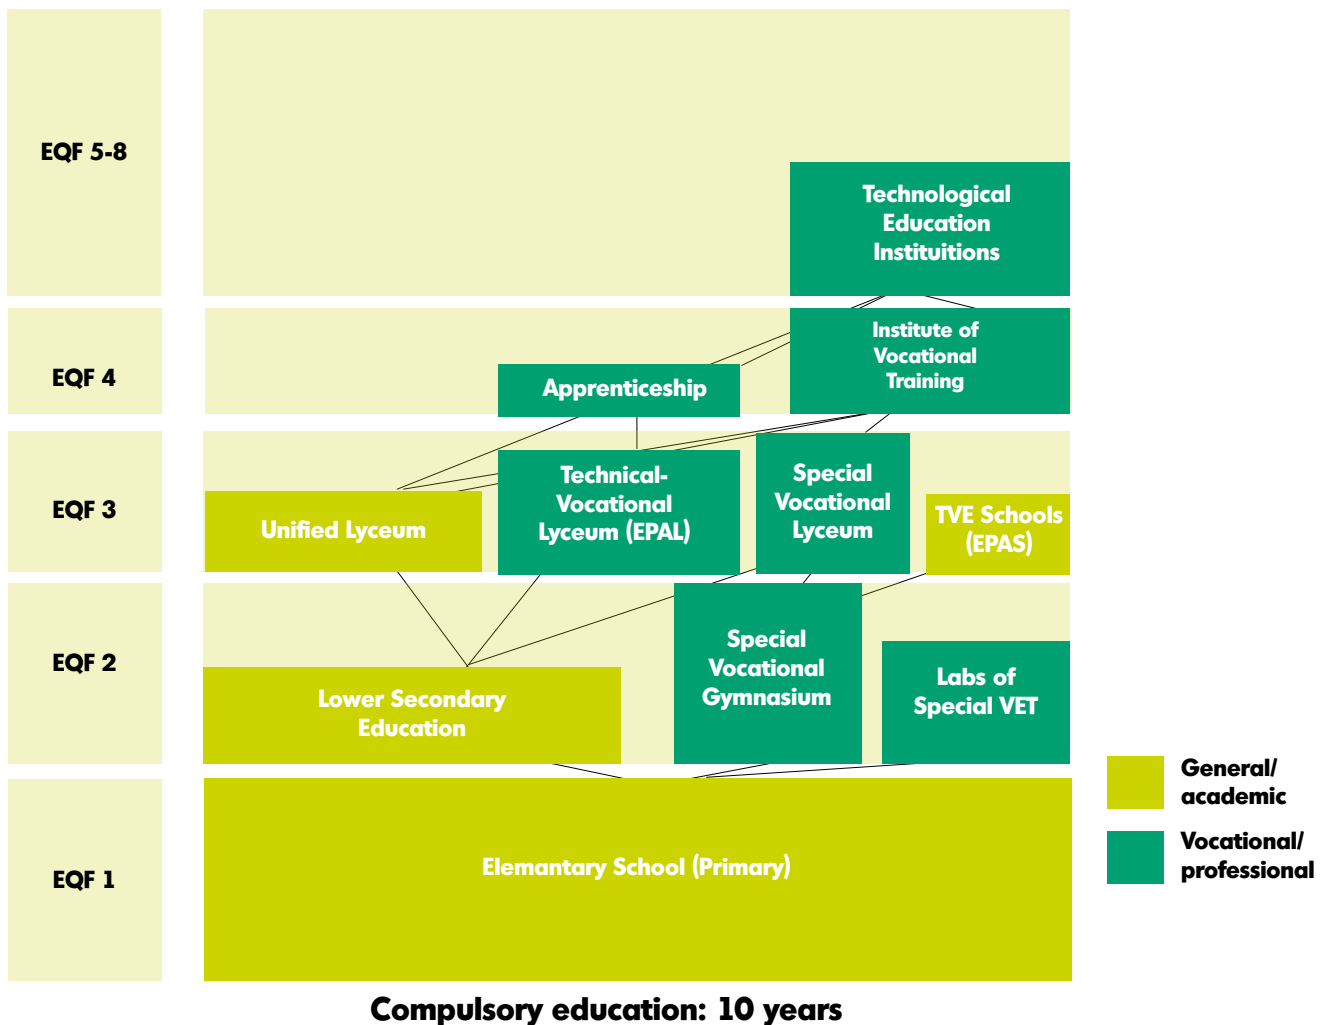 EQF 5-8
Technological
Education
Instituitions
EQF 4
Institute of
Vocational
Training
Apprenticeship
EQF 3
Unified Lyceum
Technical-
Vocational
Lyceum (EPAL)
Special
Vocational
Lyceum
TVE Schools
(EPAS)
EQF 2
Lower Secondary
Education
Special
Vocational
Gymnasium
Labs of
Special VET
EQF 1
Elemantary School (Primary)
General/
academic
Vocational/
professional
Compulsory education: 10 years